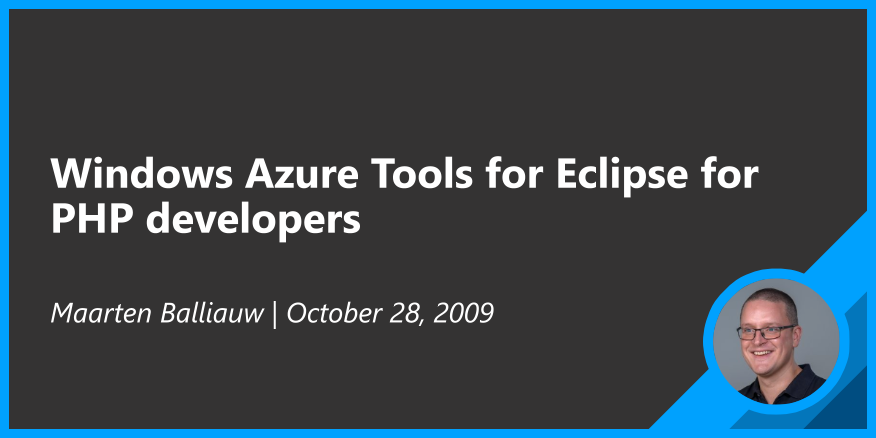 Windows Azure Tools for Eclipse for
PHP developers
Maarten Balliauw | October 28, 2009